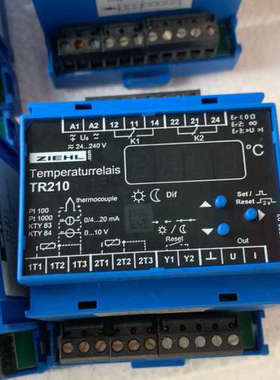 A1 A2 12 11 14 22 21 24
Us K1 K2
24...240 V
ZIEHL
Temperaturrelais
TR210
°C
thermocouple
Dif
Set /
Reset
Pt 100
Pt 1000
KTY 83
KTY 84
0/4...20 mA
0...10 V
Reset
Out
1T1 1T2 1T3 2T1 2T2 2T3 Y1 Y2 ⊥ U I